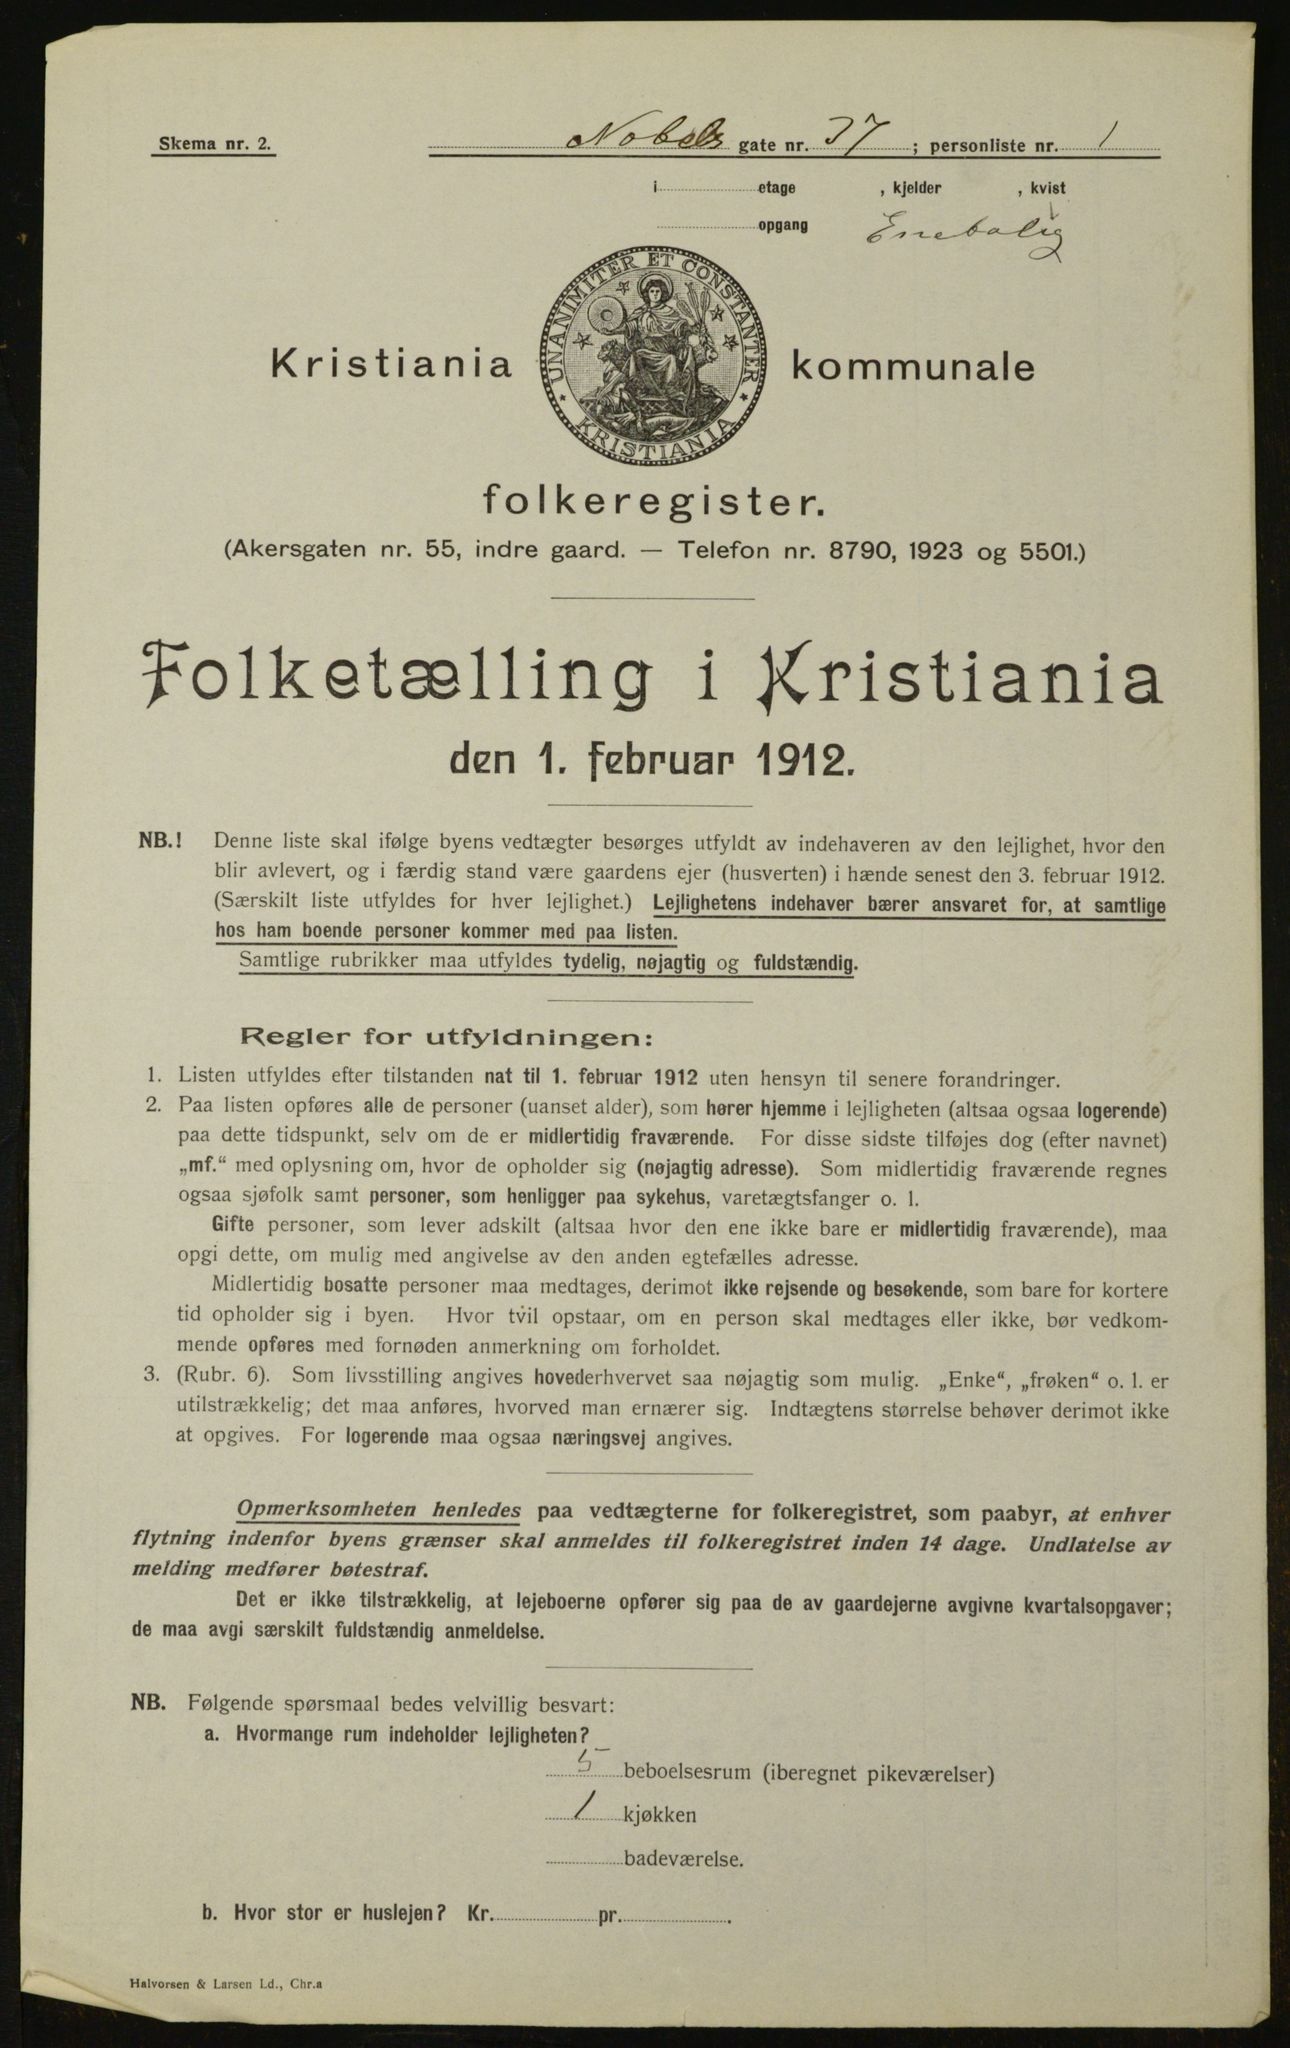 Skema nr. 2.
Nobels gate nr. 37 ; personliste nr. 1
i etage , kjelder , kvist
opgang Enebolig
UNANIMITER ET CONSTANTER
KRISTIANIA
Kristiania kommunale
folkeregister.
(Akersgaten nr. 55, indre gaard. — Telefon nr. 8790, 1923 og 5501.)
Folketælling i Kristiania
den 1. februar 1912.
NB.! Denne liste skal ifølge byens vedtægter besørges utfyldt av indehaveren av den lejlighet, hvor den
blir avlevert, og i færdig stand være gaardens ejer (husverten) i hænde senest den 3. februar 1912.
(Særskilt liste utfyldes for hver lejlighet.) Lejlighetens indehaver bærer ansvaret for, at samtlige
hos ham boende personer kommer med paa listen.
Samtlige rubrikker maa utfyldes tydelig, nøjagtig og fuldstændig.
Regler for utfyldningen:
1. Listen utfyldes efter tilstanden nat til 1. februar 1912 uten hensyn til senere forandringer.
2. Paa listen opføres alle de personer (uanset alder), som hører hjemme i lejligheten (altsaa ogsaa logerende)
paa dette tidspunkt, selv om de er midlertidig fraværende. For disse sidste tilføjes dog (efter navnet)
„mf.“ med oplysning om, hvor de opholder sig (nøjagtig adresse). Som midlertidig fraværende regnes
ogsaa sjøfolk samt personer, som henligger paa sykehus, varetægtsfanger o. l.
Gifte personer, som lever adskilt (altsaa hvor den ene ikke bare er midlertidig fraværende), maa
opgi dette, om mulig med angivelse av den anden egtefælles adresse.
Midlertidig bosatte personer maa medtages, derimot ikke rejsende og besøkende, som bare for kortere
tid opholder sig i byen. Hvor tvil opstaar, om en person skal medtages eller ikke, bør vedkom-
mende opføres med fornøden anmerkning om forholdet.
3. (Rubr. 6). Som livsstilling angives hovederhvervet saa nøjagtig som mulig. „Enke“, „frøken“ o. l. er
utilstrækkelig; det maa anføres, hvorved man ernærer sig. Indtægtens størrelse behøver derimot ikke
at opgives. For logerende maa ogsaa næringsvej angives.
Opmerksomheten henledes paa vedtægterne for folkeregistret, som paabyr, at enhver
flytning indenfor byens grænser skal anmeldes til folkeregistret inden 14 dage. Undlatelse av
melding medfører bøtestraf.
Det er ikke tilstrækkelig, at lejeboerne opfører sig paa de av gaardejerne avgivne kvartalsopgaver;
de maa avgi særskilt fuldstændig anmeldelse.
NB. Følgende spørsmaal bedes velvillig besvart:
a. Hvormange rum indeholder lejligheten?
5 beboelsesrum (iberegnet pikeværelser)
1 kjøkken
badeværelse.
b. Hvor stor er huslejen? Kr. pr. .
Halvorsen & Larsen Ld., Chr.a